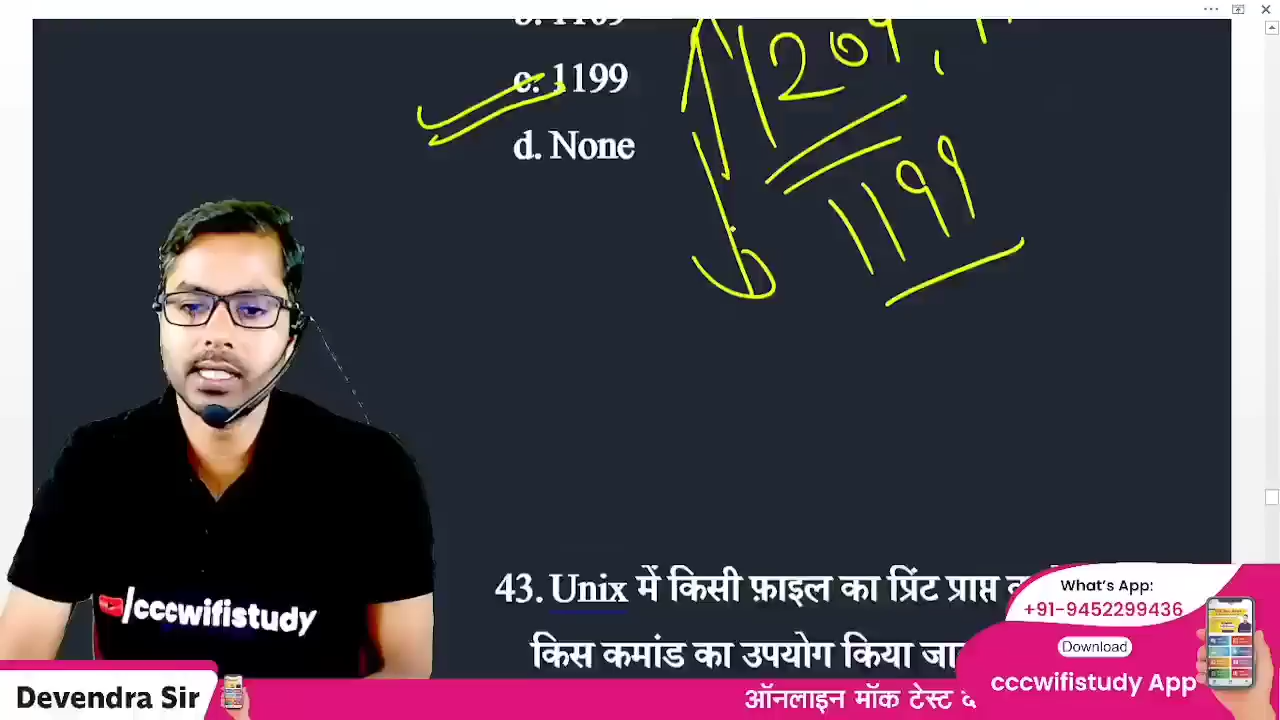 c. 1199
d. None
1209,
1199
43. Unix में किसी फ़ाइल का प्रिंट प्राप्त
किस कमांड का उपयोग किया
/cccwifistudy
What's App:
+91-9452299436
Download
cccwifistudy App
Devendra Sir
ऑनलाइन मॉक टेस्ट